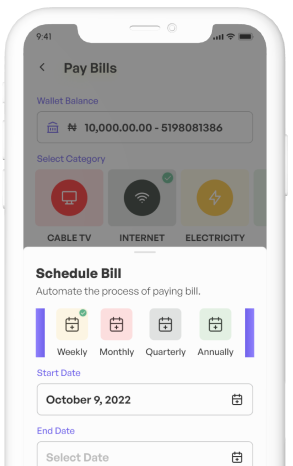 9:41
Pay Bills
Wallet Balance
₦ 10,000.00.00 - 5198081386
Select Category
CABLE TV INTERNET ELECTRICITY
Schedule Bill
Automate the process of paying bill.
Weekly Monthly Quarterly Annually
Start Date
October 9, 2022
End Date
Select Date